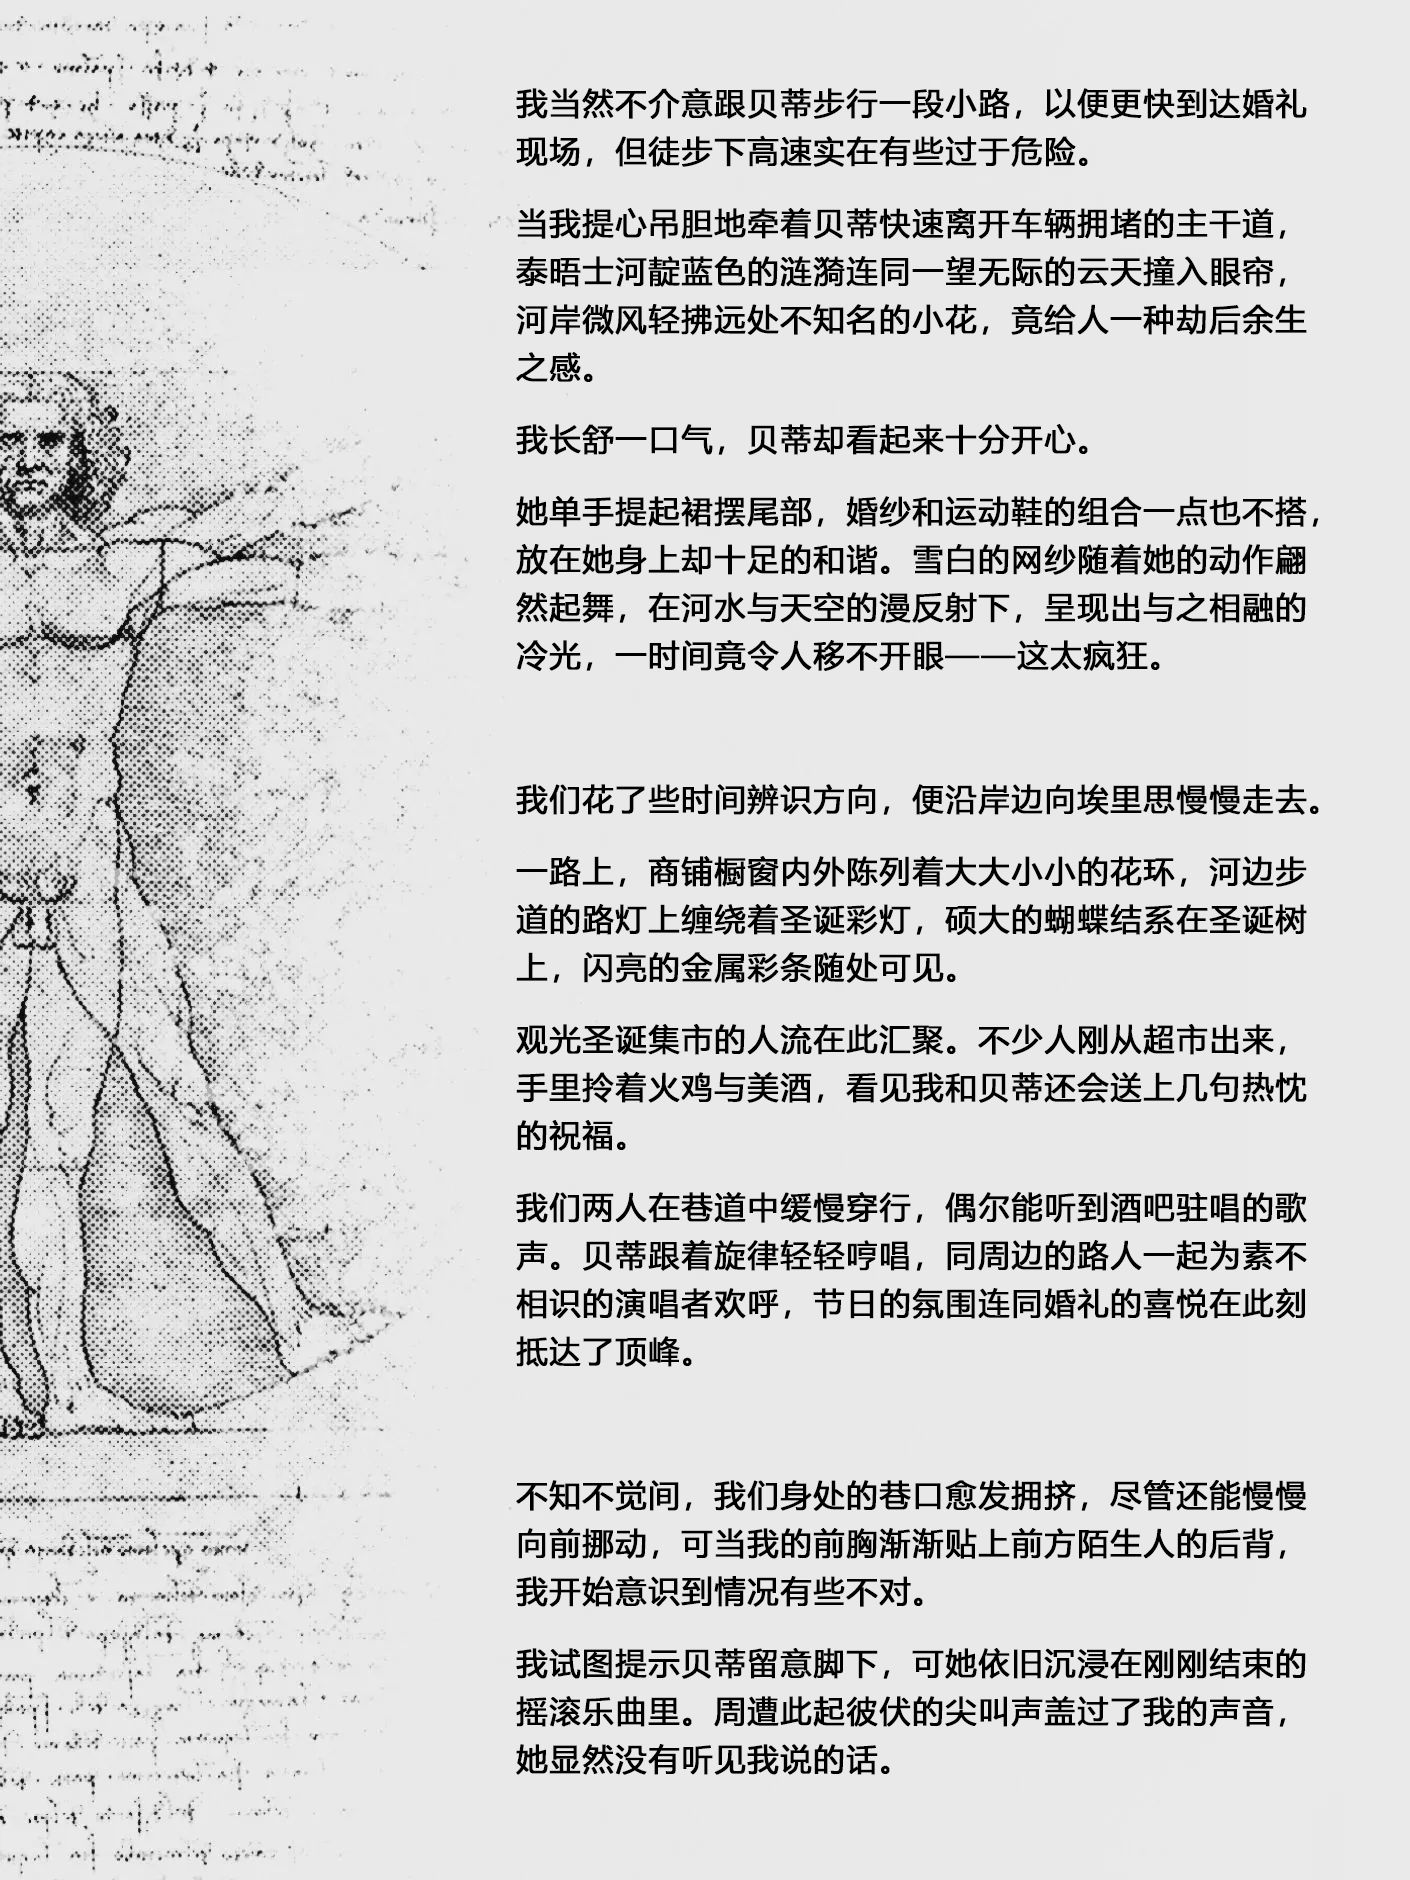 我当然不介意跟贝蒂步行一段小路，以便更快到达婚礼
现场，但徒步下高速实在有些过于危险。
当我提心吊胆地牵着贝蒂快速离开车辆拥堵的主干道，
泰晤士河靛蓝色的涟漪连同一望无际的云天撞入眼帘，
河岸微风轻拂远处不知名的小花，竟给人一种劫后余生
之感。
我长舒一口气，贝蒂却看起来十分开心。
她单手提起裙摆尾部，婚纱和运动鞋的组合一点也不搭，
放在她身上却十足的和谐。雪白的网纱随着她的动作翩
然起舞，在河水与天空的漫反射下，呈现出与之相融的
冷光，一时间竟令人移不开眼——这太疯狂。
我们花了些时间辨识方向，便沿岸边向埃里思慢慢走去。
一路上，商铺橱窗内外陈列着大大小小的花环，河边步
道的路灯上缠绕着圣诞彩灯，硕大的蝴蝶结系在圣诞树
上，闪亮的金属彩条随处可见。
观光圣诞集市的人流在此汇聚。不少人刚从超市出来，
手里拎着火鸡与美酒，看见我和贝蒂还会送上几句热忱
的祝福。
我们两人在巷道中缓慢穿行，偶尔能听到酒吧驻唱的歌
声。贝蒂跟着旋律轻轻哼唱，同周边的路人一起为素不
相识的演唱者欢呼，节日的氛围连同婚礼的喜悦在此刻
抵达了顶峰。
不知不觉间，我们身处的巷口愈发拥挤，尽管还能慢慢
向前挪动，可当我的前胸渐渐贴上前方陌生人的后背，
我开始意识到情况有些不对。
我试图提示贝蒂留意脚下，可她依旧沉浸在刚刚结束的
摇滚乐曲里。周遭此起彼伏的尖叫声盖过了我的声音，
她显然没有听见我说的话。